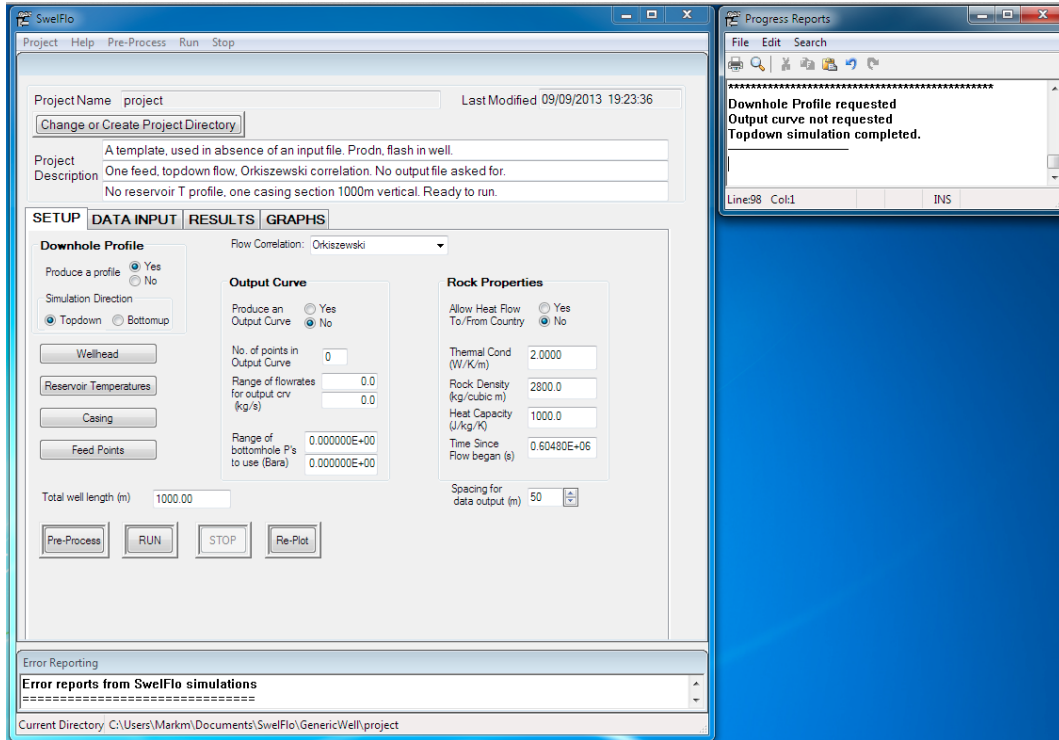 SwelFlo
Project Help Pre-Process Run Stop
Project Name project
Last Modified 09/09/2013 19:23:36
Change or Create Project Directory
Project
Description
A template, used in absence of an input file. Prodn, flash in well.
One feed, topdown flow, Orkiszewski correlation. No output file asked for.
No reservoir T profile, one casing section 1000m vertical. Ready to run.
SETUP DATA INPUT RESULTS GRAPHS
Downhole Profile
Produce a profile
Yes
No
Simulation Direction
Topdown Bottomup
Wellhead
Reservoir Temperatures
Casing
Feed Points
Total well length (m) 1000.00
Flow Correlation: Orkiszewski
Output Curve
Produce an
Output Curve
Yes
No
No. of points in
Output Curve
0
Range of flowrates
for output crv
(kg/s)
0.0
0.0
Range of
bottomhole P's
to use (Bara)
0.000000E+00
0.000000E+00
Rock Properties
Allow Heat Flow
To/From Country
Yes
No
Thermal Cond
(W/K/m)
2.0000
Rock Density
(kg/cubic m)
2800.0
Heat Capacity
(J/kg/K)
1000.0
Time Since
Flow began (s)
0.60480E+06
Spacing for
data output (m)
50
Pre-Process RUN STOP Re-Plot
Error Reporting
Error reports from SwelFlo simulations
===============================
Current Directory C:\Users\Markm\Documents\SwelFlo\GenericWell\project
Progress Reports
File Edit Search
**************************************************
Downhole Profile requested
Output curve not requested
Topdown simulation completed.
____________________
Line:98 Col:1 INS